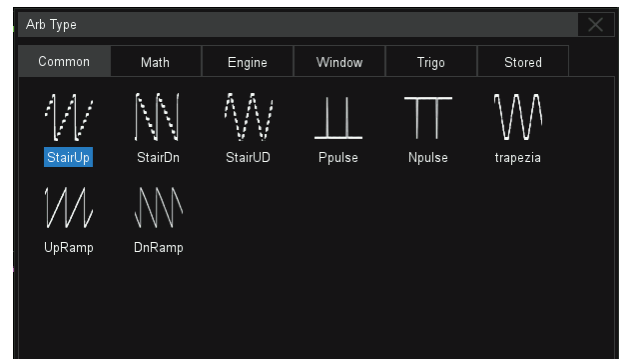 Arb Type
Common Math Engine Window Trigo Stored
StairUp StairDn StairUD Ppulse Npulse trapezia
UpRamp DnRamp